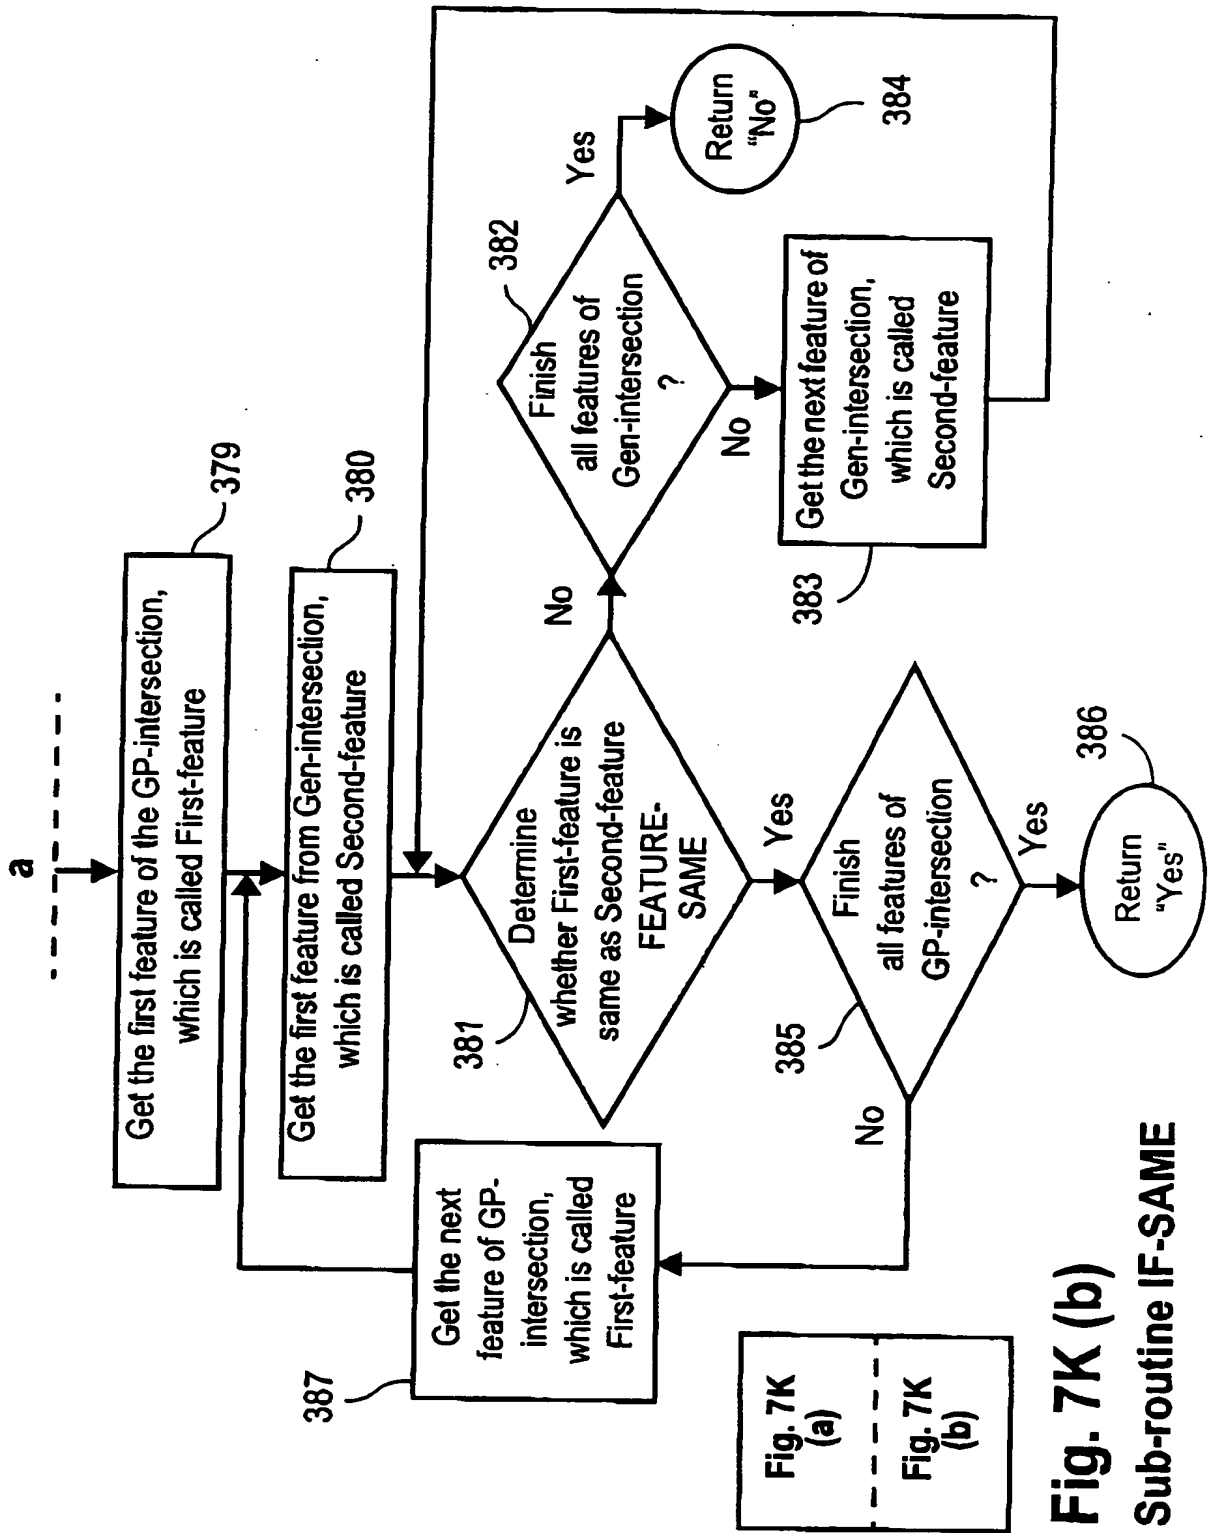 a
Get the first feature of the GP-intersection,
which is called First-feature
379
Get the first feature from Gen-intersection,
which is called Second-feature
380
Determine
whether First-feature is
same as Second-feature
FEATURE-
SAME
381
No
Yes
Finish
all features of
Gen-intersection
?
382
Yes
No
Return
"No"
384
Get the next feature of
Gen-intersection,
which is called
Second-feature
383
Finish
all features of
GP-intersection
?
385
No
Yes
Return
"Yes"
386
Get the next
feature of GP-
intersection,
which is called
First-feature
387
Fig. 7K
(a)
Fig. 7K
(b)
Fig. 7K (b)
Sub-routine IF-SAME